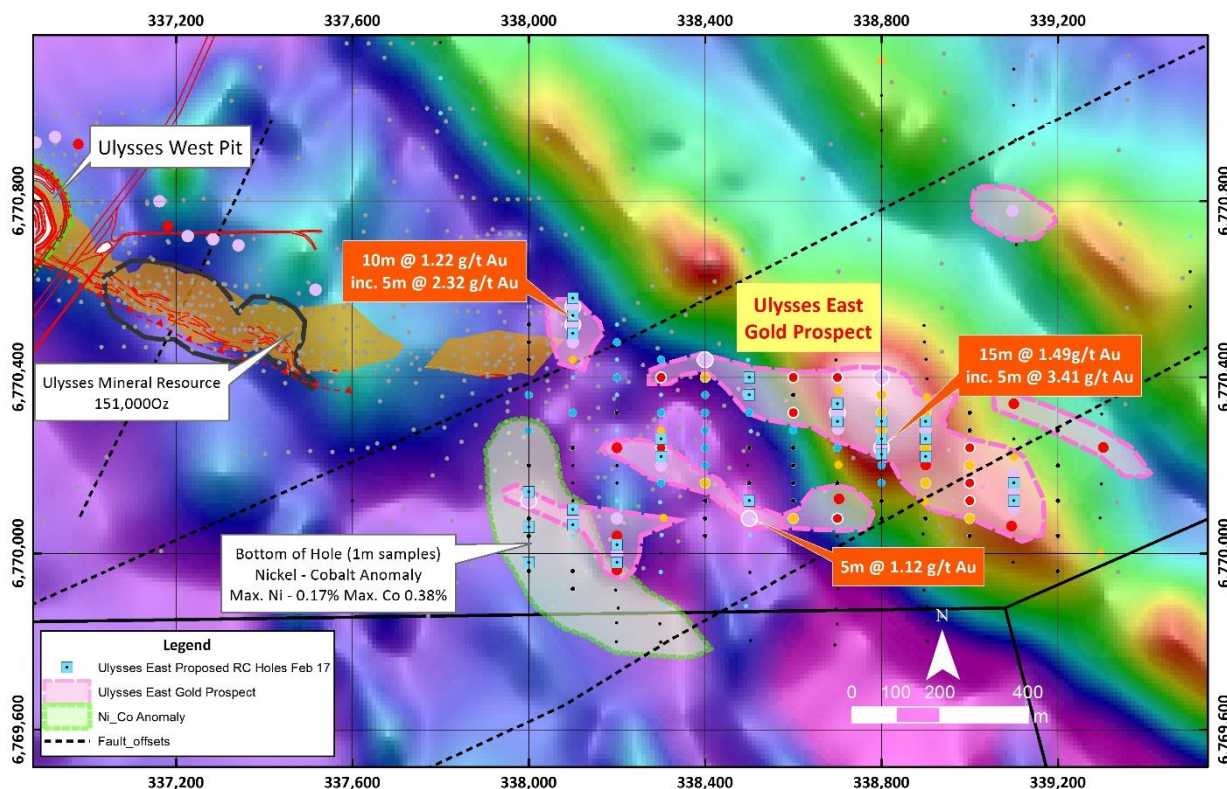 337,200
337,600
338,000
338,400
338,800
339,200
Ulysses West Pit
6,770,800
6,770,800
10m @ 1.22 g/t Au
inc. 5m @ 2.32 g/t Au
Ulysses East
Gold Prospect
15m @ 1.49g/t Au
inc. 5m @ 3.41 g/t Au
6,770,400
6,770,400
Ulysses Mineral Resource
151,000Oz
Bottom of Hole (1m samples)
Nickel - Cobalt Anomaly
Max. Ni - 0.17% Max. Co 0.38%
5m @ 1.12 g/t Au
6,770,000
6,770,000
Legend
Ulysses East Proposed RC Holes Feb 17
Ulysses East Gold Prospect
Ni_Co Anomaly
Fault_offsets
N
0 100 200 400
m
6,769,600
6,769,600
337,200
337,600
338,000
338,400
338,800
339,200